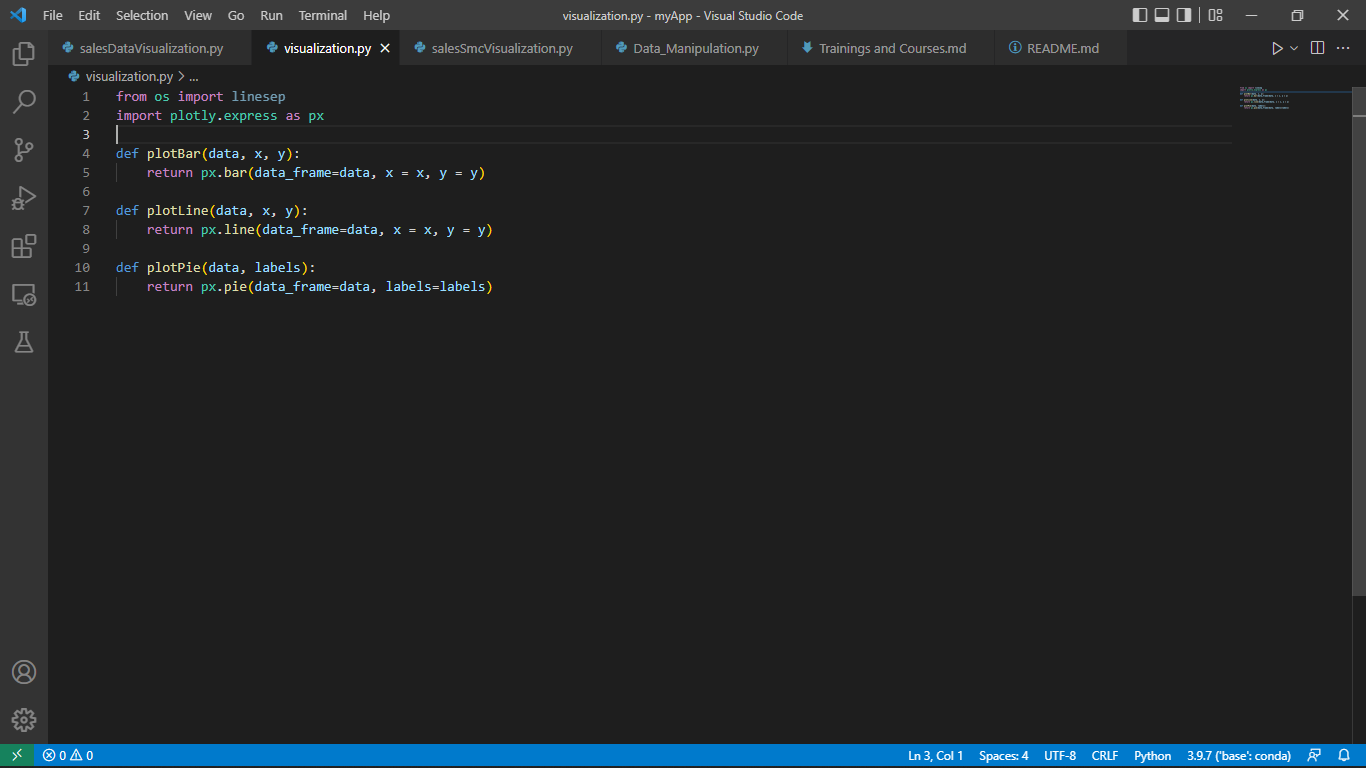 File Edit Selection View Go Run Terminal Help visualization.py - myApp - Visual Studio Code
salesDataVisualization.py visualization.py salesSmcVisualization.py Data_Manipulation.py Trainings and Courses.md README.md
visualization.py > ...
1 from os import linesep
2 import plotly.express as px
3
4 def plotBar(data, x, y):
5     return px.bar(data_frame=data, x = x, y = y)
6
7 def plotLine(data, x, y):
8     return px.line(data_frame=data, x = x, y = y)
9
10 def plotPie(data, labels):
11     return px.pie(data_frame=data, labels=labels)
0 0 Ln 3, Col 1 Spaces: 4 UTF-8 CRLF Python 3.9.7 ('base': conda)